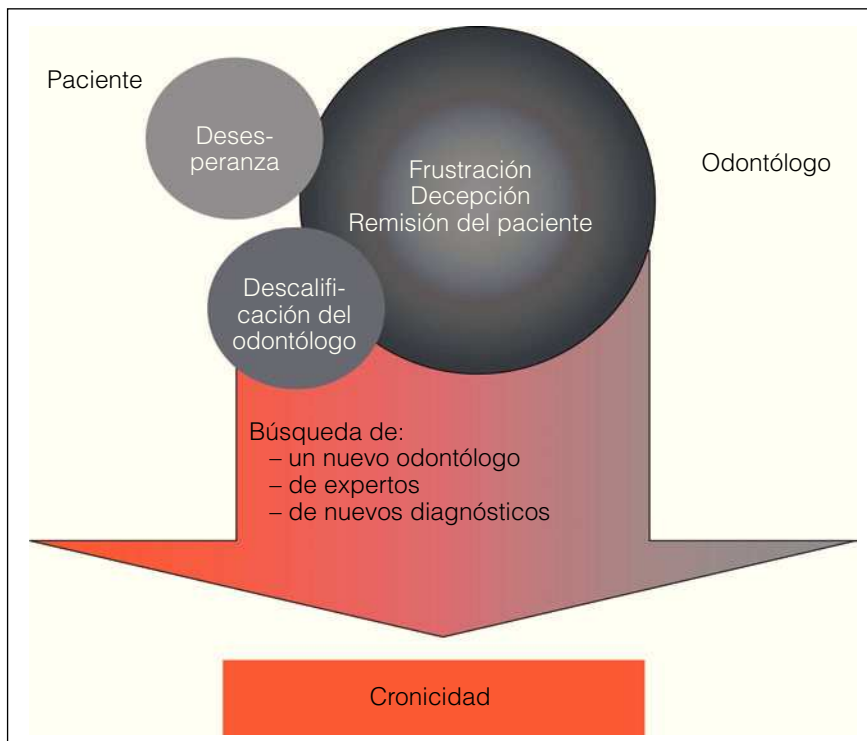 Paciente
Deses-
peranza
Frustración
Decepción
Remisión del paciente
Odontólogo
Descalifi-
cación del
odontólogo
Búsqueda de:
– un nuevo odontólogo
– de expertos
– de nuevos diagnósticos
Cronicidad